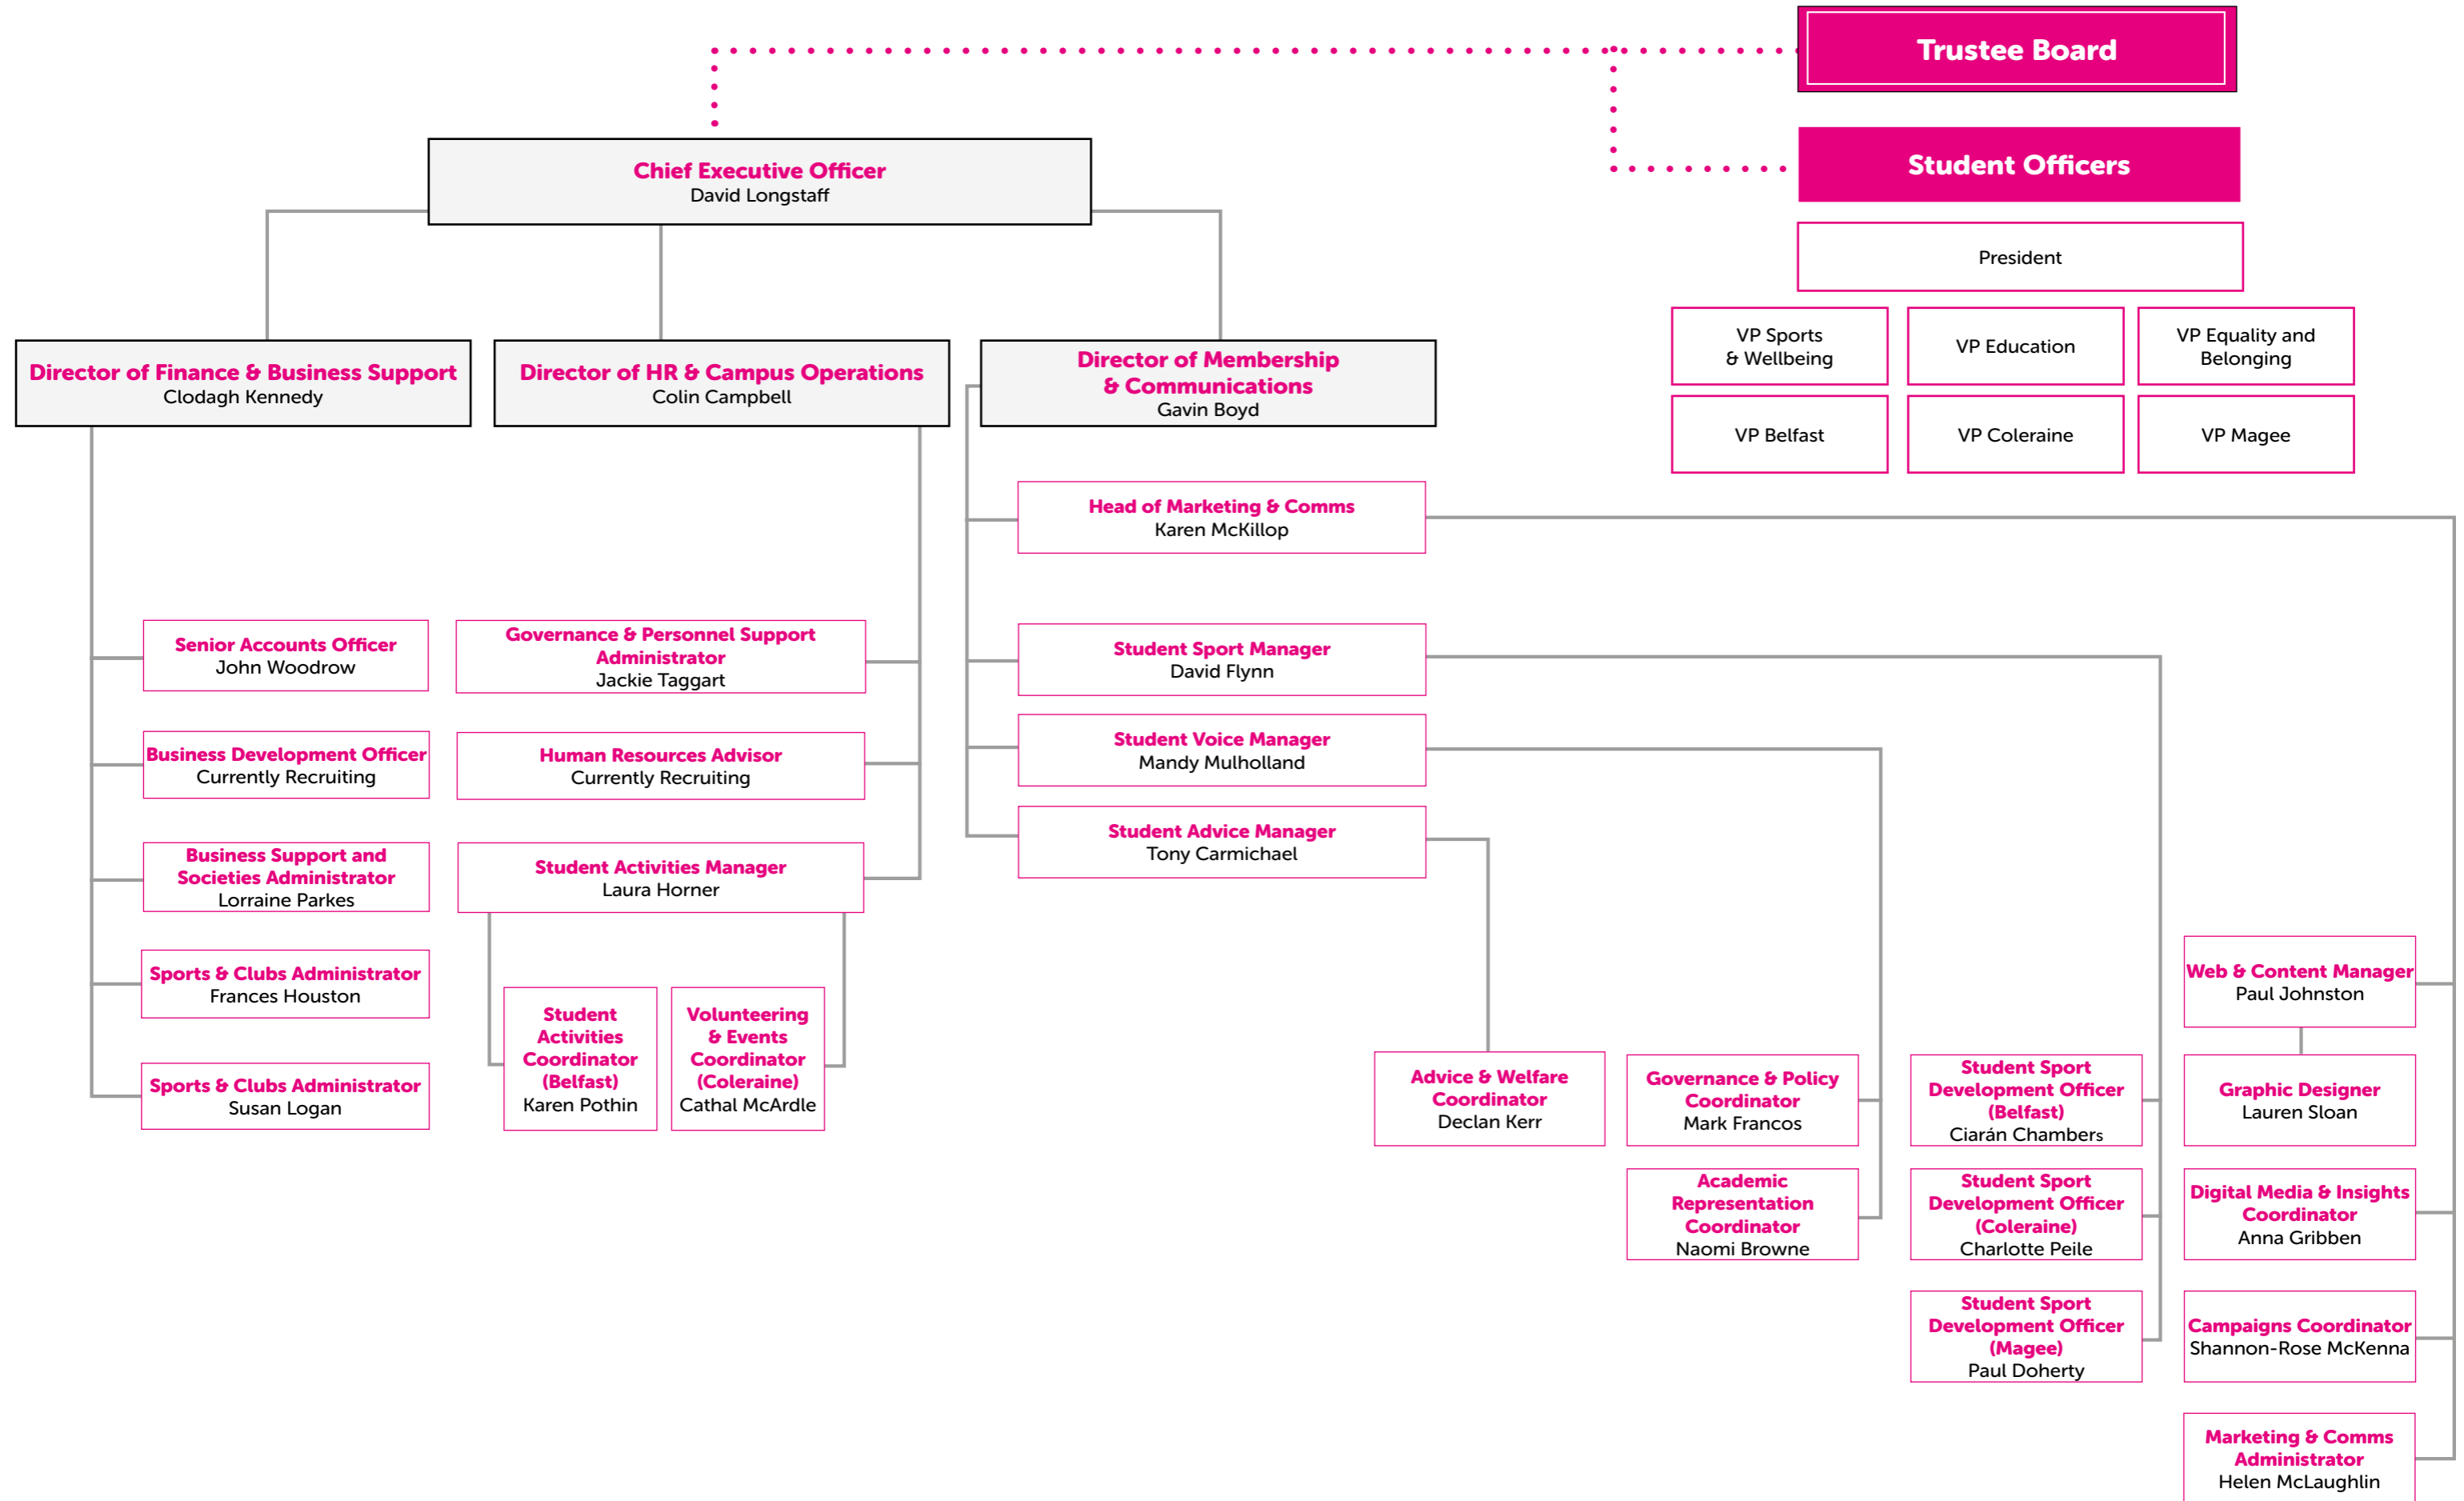 Trustee Board
Student Officers
President
VP Sports
& Wellbeing
VP Education
VP Equality and
Belonging
VP Belfast
VP Coleraine
VP Magee
Chief Executive Officer
David Longstaff
Director of Finance & Business Support
Clodagh Kennedy
Director of HR & Campus Operations
Colin Campbell
Director of Membership
& Communications
Gavin Boyd
Senior Accounts Officer
John Woodrow
Business Development Officer
Currently Recruiting
Business Support and
Societies Administrator
Lorraine Parkes
Sports & Clubs Administrator
Frances Houston
Sports & Clubs Administrator
Susan Logan
Governance & Personnel Support
Administrator
Jackie Taggart
Human Resources Advisor
Currently Recruiting
Student Activities Manager
Laura Horner
Student
Activities
Coordinator
(Belfast)
Karen Pothin
Volunteering
& Events
Coordinator
(Coleraine)
Cathal McArdle
Head of Marketing & Comms
Karen McKillop
Student Sport Manager
David Flynn
Student Voice Manager
Mandy Mulholland
Student Advice Manager
Tony Carmichael
Advice & Welfare
Coordinator
Declan Kerr
Governance & Policy
Coordinator
Mark Francos
Academic
Representation
Coordinator
Naomi Browne
Student Sport
Development Officer
(Belfast)
Ciarán Chambers
Student Sport
Development Officer
(Coleraine)
Charlotte Peile
Student Sport
Development Officer
(Magee)
Paul Doherty
Web & Content Manager
Paul Johnston
Graphic Designer
Lauren Sloan
Digital Media & Insights
Coordinator
Anna Gribben
Campaigns Coordinator
Shannon-Rose McKenna
Marketing & Comms
Administrator
Helen McLaughlin